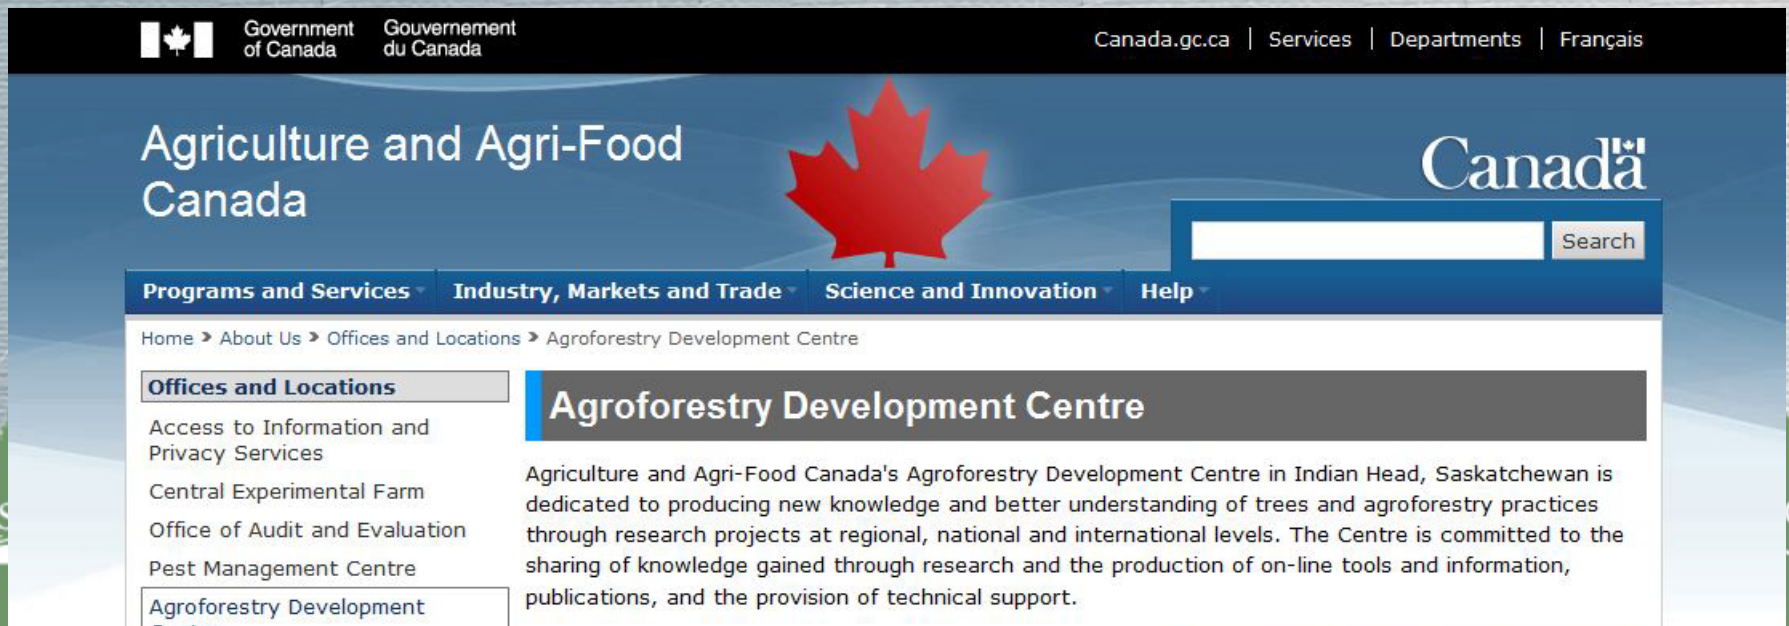 Government
of Canada
Gouvernement
du Canada
Canada.gc.ca | Services | Departments | Français
Agriculture and Agri-Food
Canada
Canada
Search
Programs and Services
Industry, Markets and Trade
Science and Innovation
Help
Home > About Us > Offices and Locations > Agroforestry Development Centre
Offices and Locations
Access to Information and
Privacy Services
Central Experimental Farm
Office of Audit and Evaluation
Pest Management Centre
Agroforestry Development
Agroforestry Development Centre
Agriculture and Agri-Food Canada's Agroforestry Development Centre in Indian Head, Saskatchewan is
dedicated to producing new knowledge and better understanding of trees and agroforestry practices
through research projects at regional, national and international levels. The Centre is committed to the
sharing of knowledge gained through research and the production of on-line tools and information,
publications, and the provision of technical support.